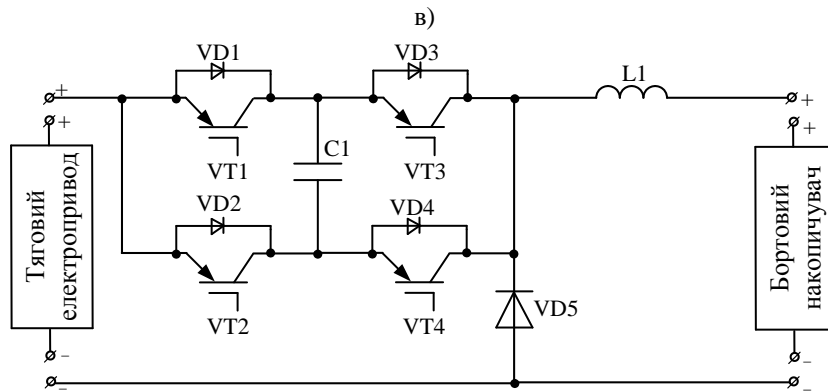 в)
VD1
VD3
L1
+
+
+
+
C1
VT1
VT3
VD2
VD4
Тяговий
електропривод
Бортовий
накопичувач
VT2
VT4
VD5
-
-
-
-